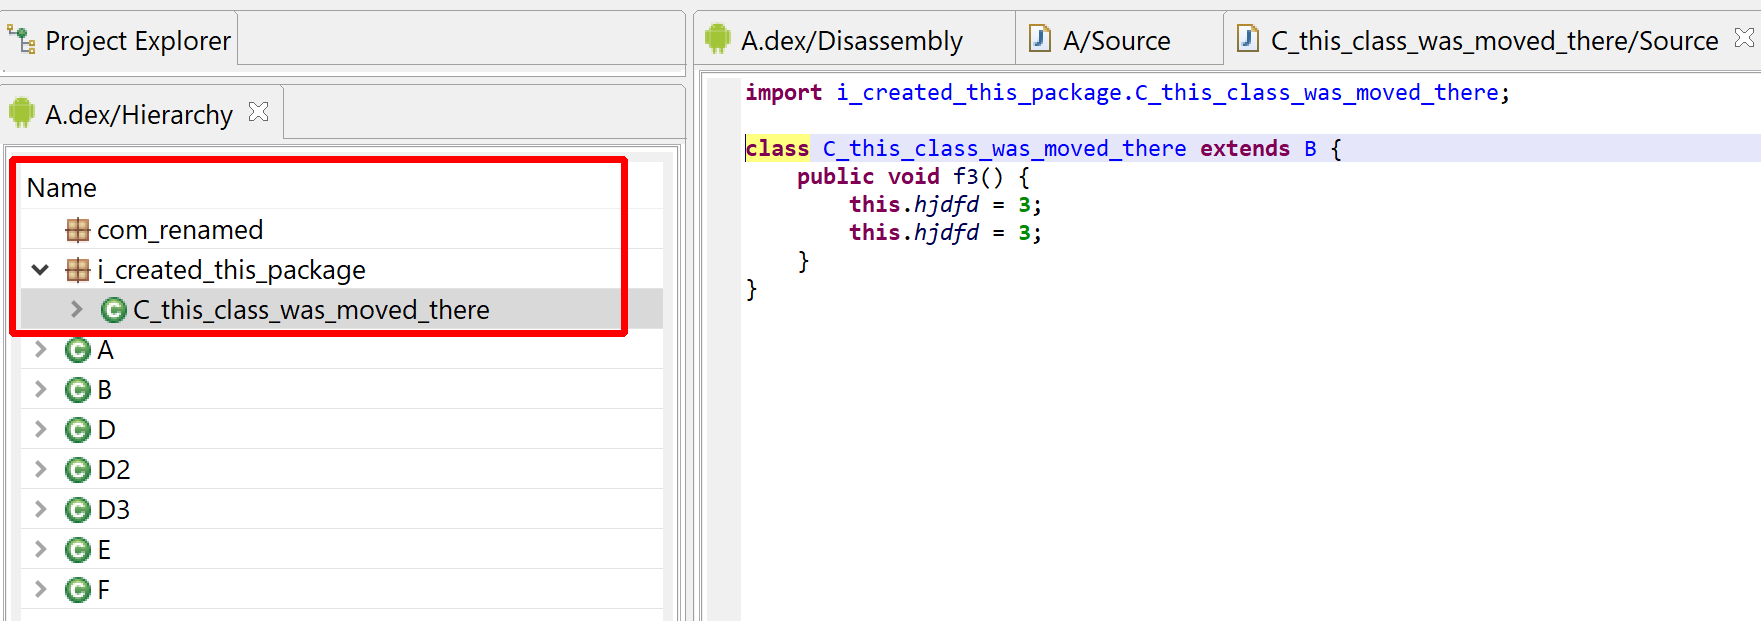 Project Explorer
A.dex/Hierarchy
Name
com_renamed
i_created_this_package
C_this_class_was_moved_there
A
B
D
D2
D3
E
F
A.dex/Disassembly
A/Source
C_this_class_was_moved_there/Source
import i_created_this_package.C_this_class_was_moved_there;
class C_this_class_was_moved_there extends B {
public void f3() {
this.hjdfd = 3;
this.hjdfd = 3;
}
}